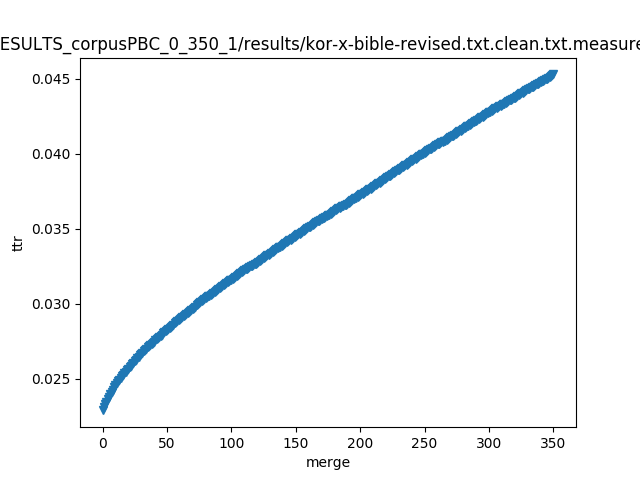 ESULTS_corpusPBC_0_350_1/results/kor-x-bible-revised.txt.clean.txt.measure
0.045
0.040
0.035
0.030
0.025
ttr
0 50 100 150 200 250 300 350
merge